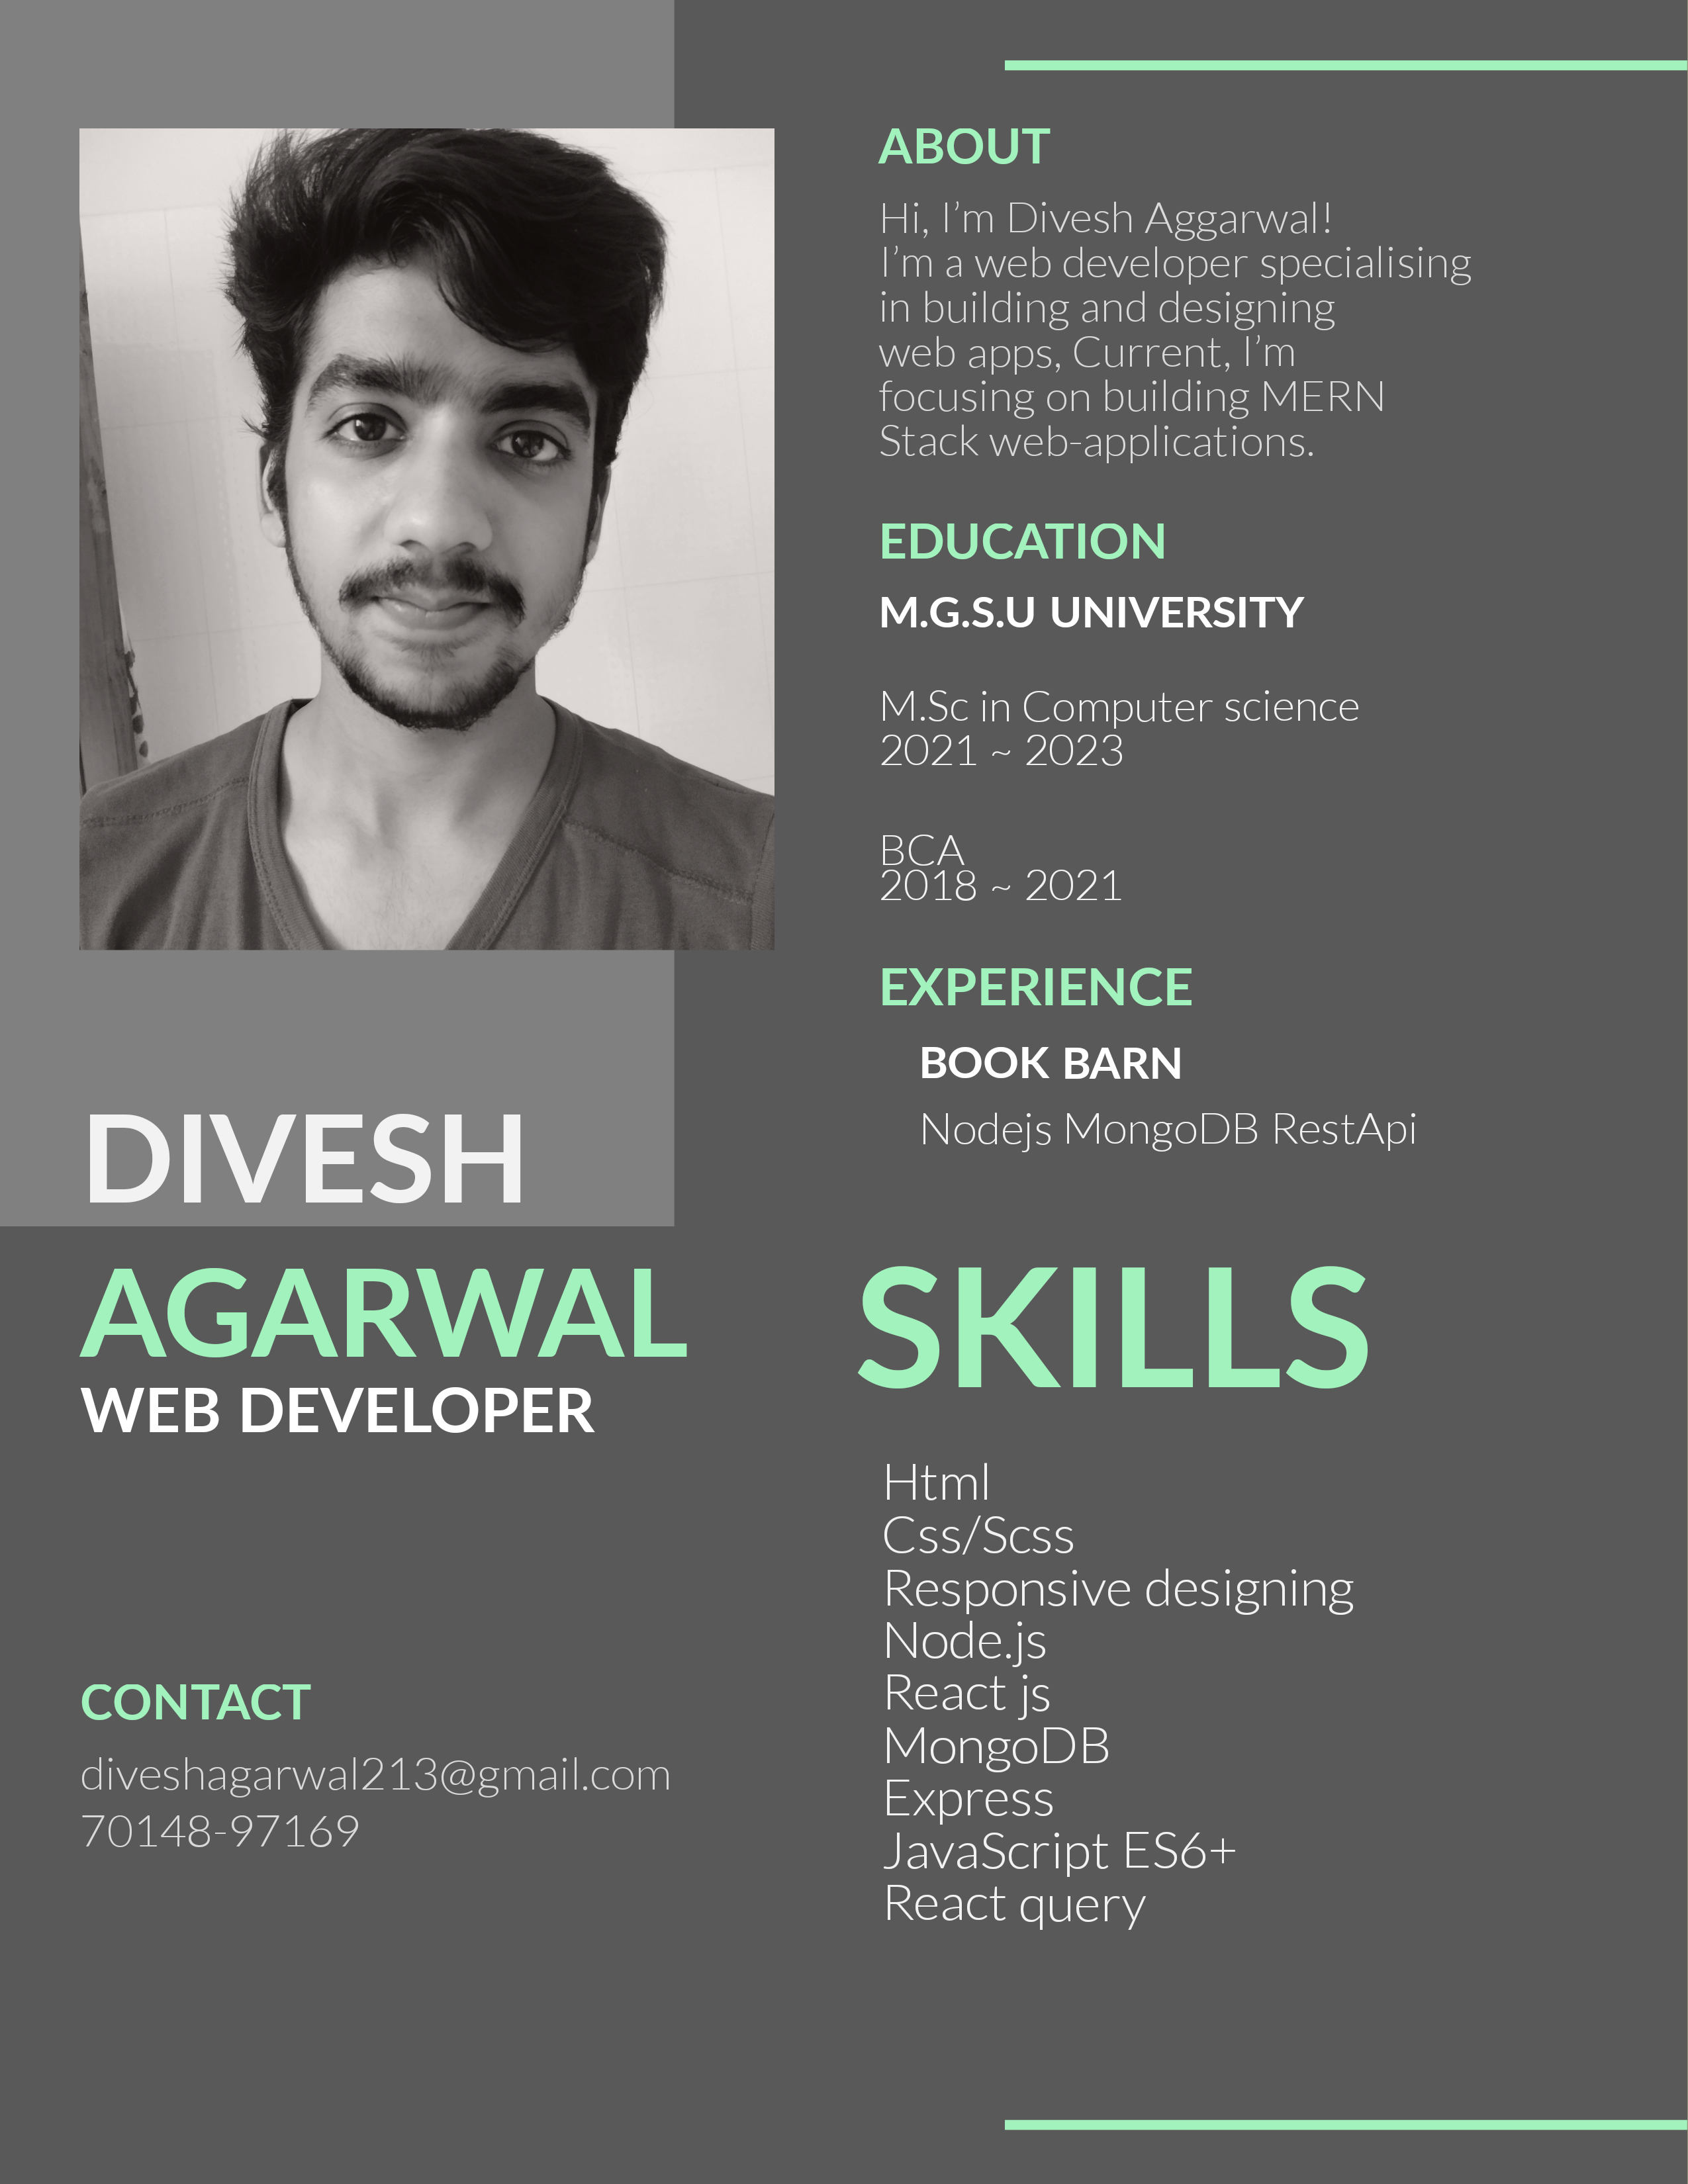 ABOUT
Hi, I’m Divesh Aggarwal!
I’m a web developer specialising
in building and designing
web apps, Current, I’m
focusing on building MERN
Stack web-applications.
EDUCATION
M.G.S.U UNIVERSITY
M.Sc in Computer science
2021 ~ 2023
BCA
2018 ~ 2021
EXPERIENCE
BOOK BARN
Nodejs MongoDB RestApi
DIVESH
AGARWAL
WEB DEVELOPER
CONTACT
diveshagarwal213@gmail.com
70148-97169
SKILLS
Html
Css/Scss
Responsive designing
Node.js
React js
MongoDB
Express
JavaScript ES6+
React query